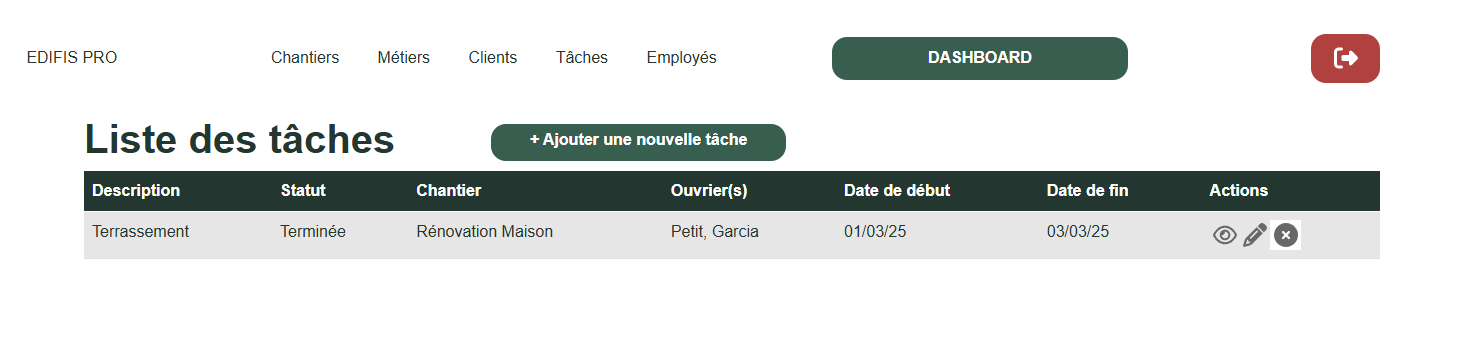 EDIFIS PRO Chantiers Métiers Clients Tâches Employés DASHBOARD
Liste des tâches + Ajouter une nouvelle tâche
Description Statut Chantier Ouvrier(s) Date de début Date de fin Actions
Terrassement Terminée Rénovation Maison Petit, Garcia 01/03/25 03/03/25